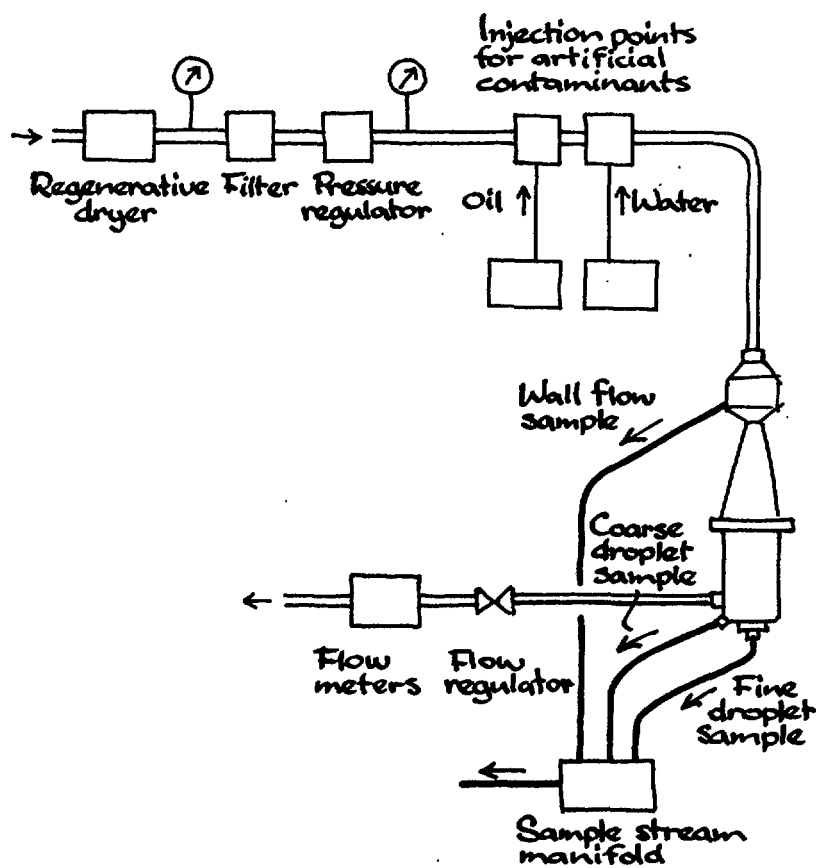 Injection points
for artificial
contaminants
Regenerative
dryer
Filter
Pressure
regulator
Oil
Water
Wall flow
sample
Coarse
droplet
sample
Flow
meters
Flow
regulator
Fine
droplet
sample
Sample stream
manifold